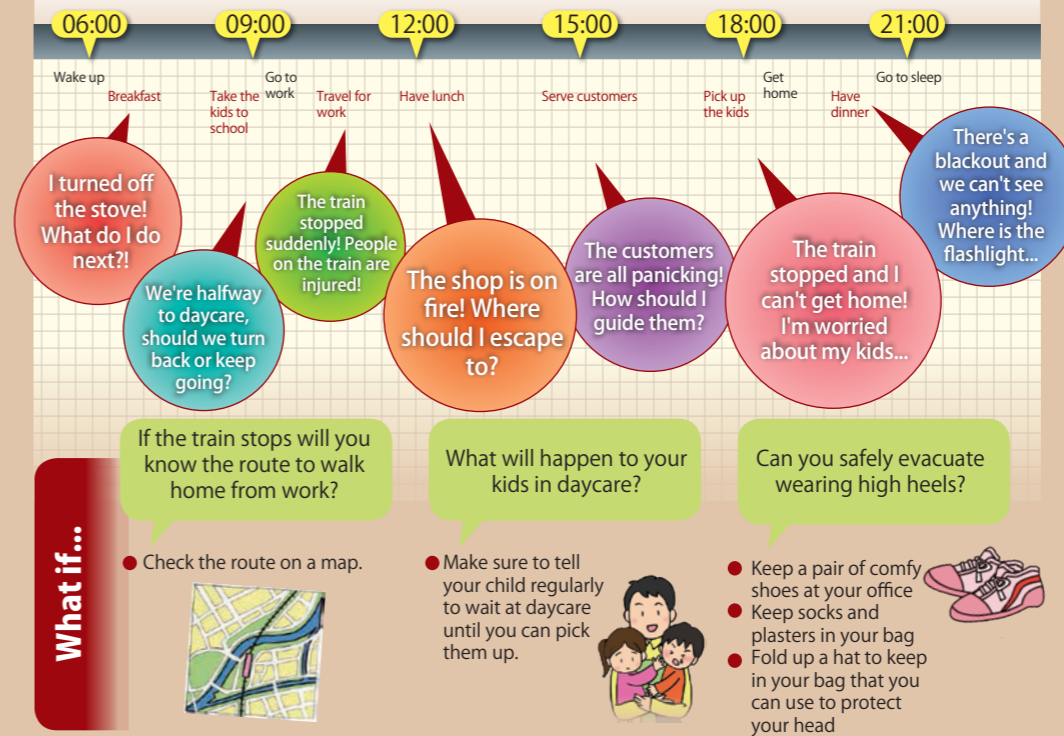 06:00 09:00 12:00 15:00 18:00 21:00
Wake up
Breakfast
Take the
kids to
school
Go to
work
Travel for
work
Have lunch
Serve customers
Pick up
the kids
Get
home
Have
dinner
Go to sleep
I turned off
the stove!
What do I do
next?!
We're halfway
to daycare,
should we turn
back or keep
going?
The train
stopped
suddenly! People
on the train are
injured!
The shop is on
fire! Where
should I escape
to?
The customers
are all panicking!
How should I
guide them?
The train
stopped and I
can't get home!
I'm worried
about my kids...
There's a
blackout and
we can't see
anything!
Where is the
flashlight...
What if...
If the train stops will you
know the route to walk
home from work?
● Check the route on a map.
What will happen to your
kids in daycare?
● Make sure to tell
your child regularly
to wait at daycare
until you can pick
them up.
Can you safely evacuate
wearing high heels?
● Keep a pair of comfy
shoes at your office
● Keep socks and
plasters in your bag
● Fold up a hat to keep
in your bag that you
can use to protect
your head